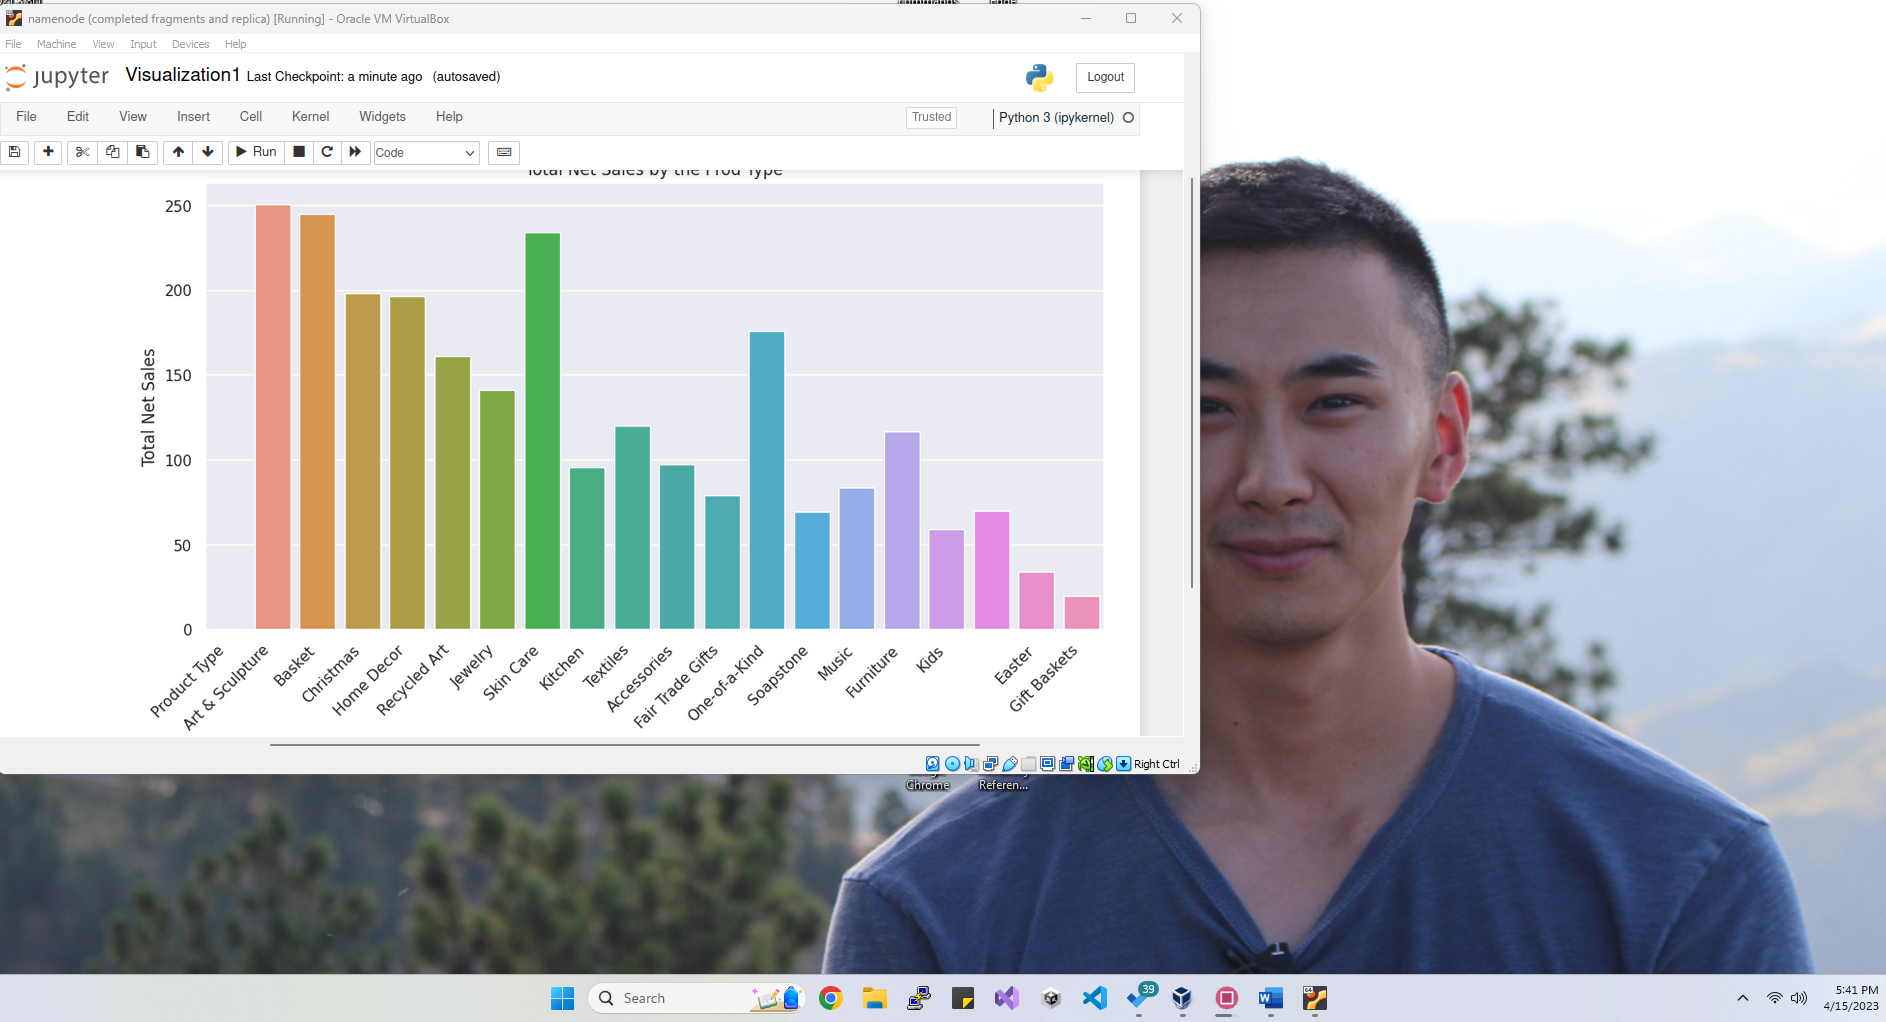 commands
namenode (completed fragments and replica) [Running] - Oracle VM VirtualBox
File Machine View Input Devices Help
jupyter Visualization1 Last Checkpoint: a minute ago (autosaved)
Logout
File Edit View Insert Cell Kernel Widgets Help
Trusted
Python 3 (ipykernel)
Run
Code
Total Net Sales by the Prod Type
Total Net Sales
250
200
150
100
50
0
Product Type
Art & Sculpture
Basket
Christmas
Home Decor
Recycled Art
Jewelry
Skin Care
Kitchen
Textiles
Accessories
Fair Trade Gifts
One-of-a-Kind
Soapstone
Music
Furniture
Kids
Easter
Gift Baskets
Right Ctrl
Chrome
Referen...
Search
64
39
64
5:41 PM
4/15/2023